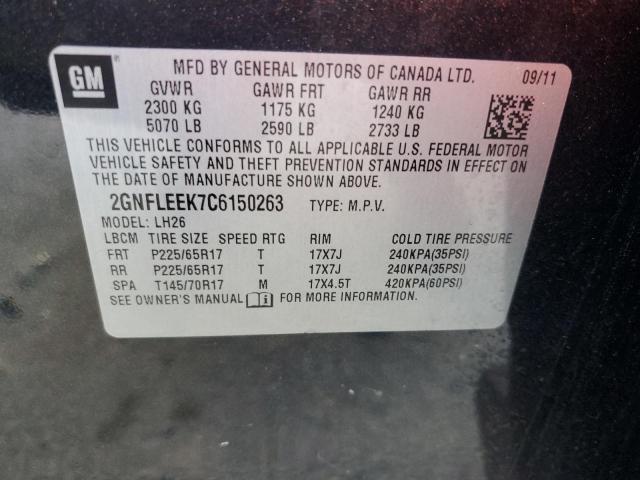 GM
MFD BY GENERAL MOTORS OF CANADA LTD. 09/11
GVWR GAWR FRT GAWR RR
2300 KG 1175 KG 1240 KG
5070 LB 2590 LB 2733 LB
THIS VEHICLE CONFORMS TO ALL APPLICABLE U.S. FEDERAL MOTOR
VEHICLE SAFETY AND THEFT PREVENTION STANDARDS IN EFFECT ON
THE DATE OF MANUFACTURE SHOWN ABOVE.
2GNFLEEK7C6150263 TYPE: M.P.V.
MODEL: LH26
LBCM TIRE SIZE SPEED RTG RIM COLD TIRE PRESSURE
FRT P225/65R17 T 17X7J 240KPA(35PSI)
RR P225/65R17 T 17X7J 240KPA(35PSI)
SPA T145/70R17 M 17X4.5T 420KPA(60PSI)
SEE OWNER'S MANUAL FOR MORE INFORMATION.